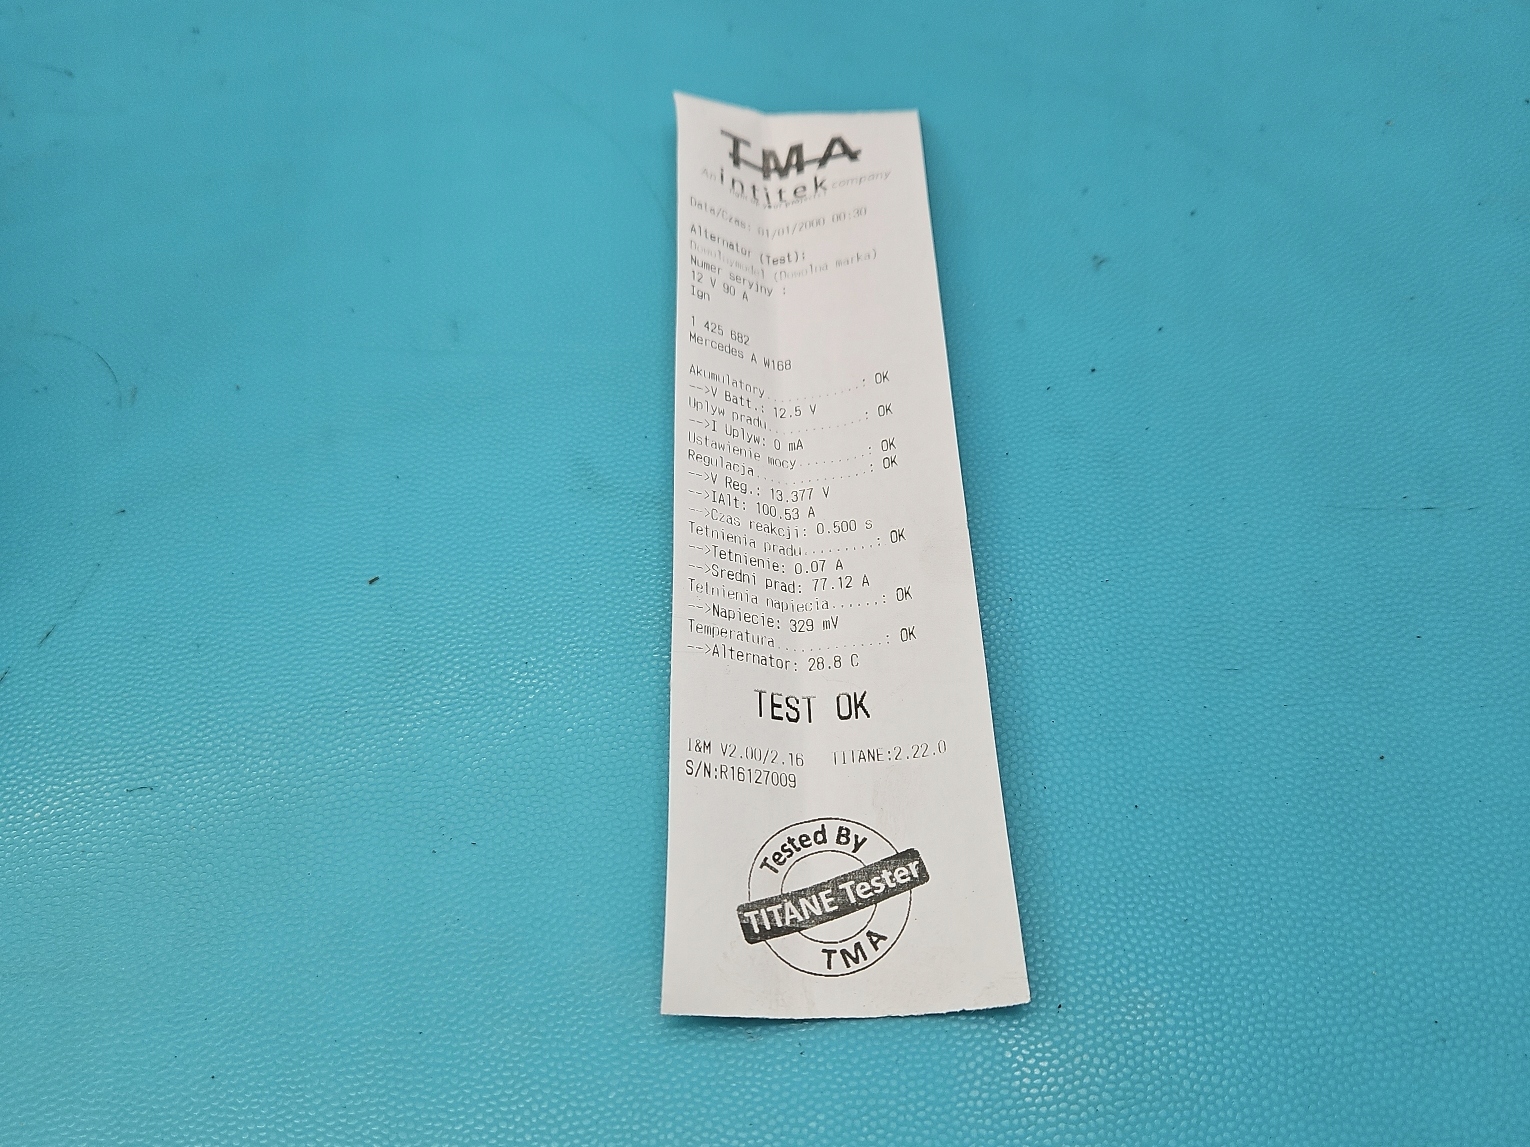 TMA
An intitek company
Data/Czas: 01/01/2000 00:30
Alternator (Test):
(Dowolna marka)
Numer seryjny :
12 V 90 A
Ign
1 425 682
Mercedes A W168
Akumulatory............: OK
-->V Batt.: 12.5 V
Uplyw pradu............: OK
-->I Uplyw: 0 mA
Ustawienie mocy.........: OK
Regulacja..............: OK
-->V Reg.: 13.377 V
-->IAlt: 100.53 A
-->Czas reakcji: 0.500 s
Tetnienia pradu.........: OK
-->Tetnienie: 0.07 A
-->Sredni prad: 77.12 A
Tetnienia napiecia......: OK
-->Napiecie: 329 mV
Temperatura.............: OK
-->Alternator: 28.8 C
TEST OK
I&M V2.00/2.16 TITANE:2.22.0
S/N:R16127009
Tested By
TITANE Tester
TMA